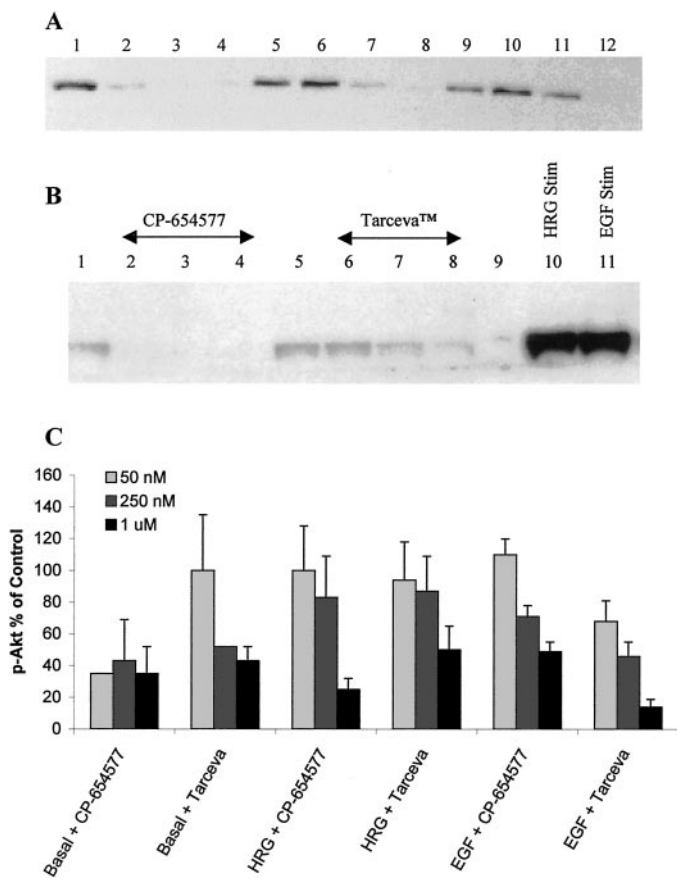 A
1 2 3 4 5 6 7 8 9 10 11 12
B
CP-654577
Tarceva™
HRG Stim
EGF Stim
1 2 3 4 5 6 7 8 9 10 11
C
p-Akt % of Control
160
140
120
100
80
60
40
20
0
50 nM
250 nM
1 uM
Basal + CP-654577
Basal + Tarceva
HRG + CP-654577
HRG + Tarceva
EGF + CP-654577
EGF + Tarceva